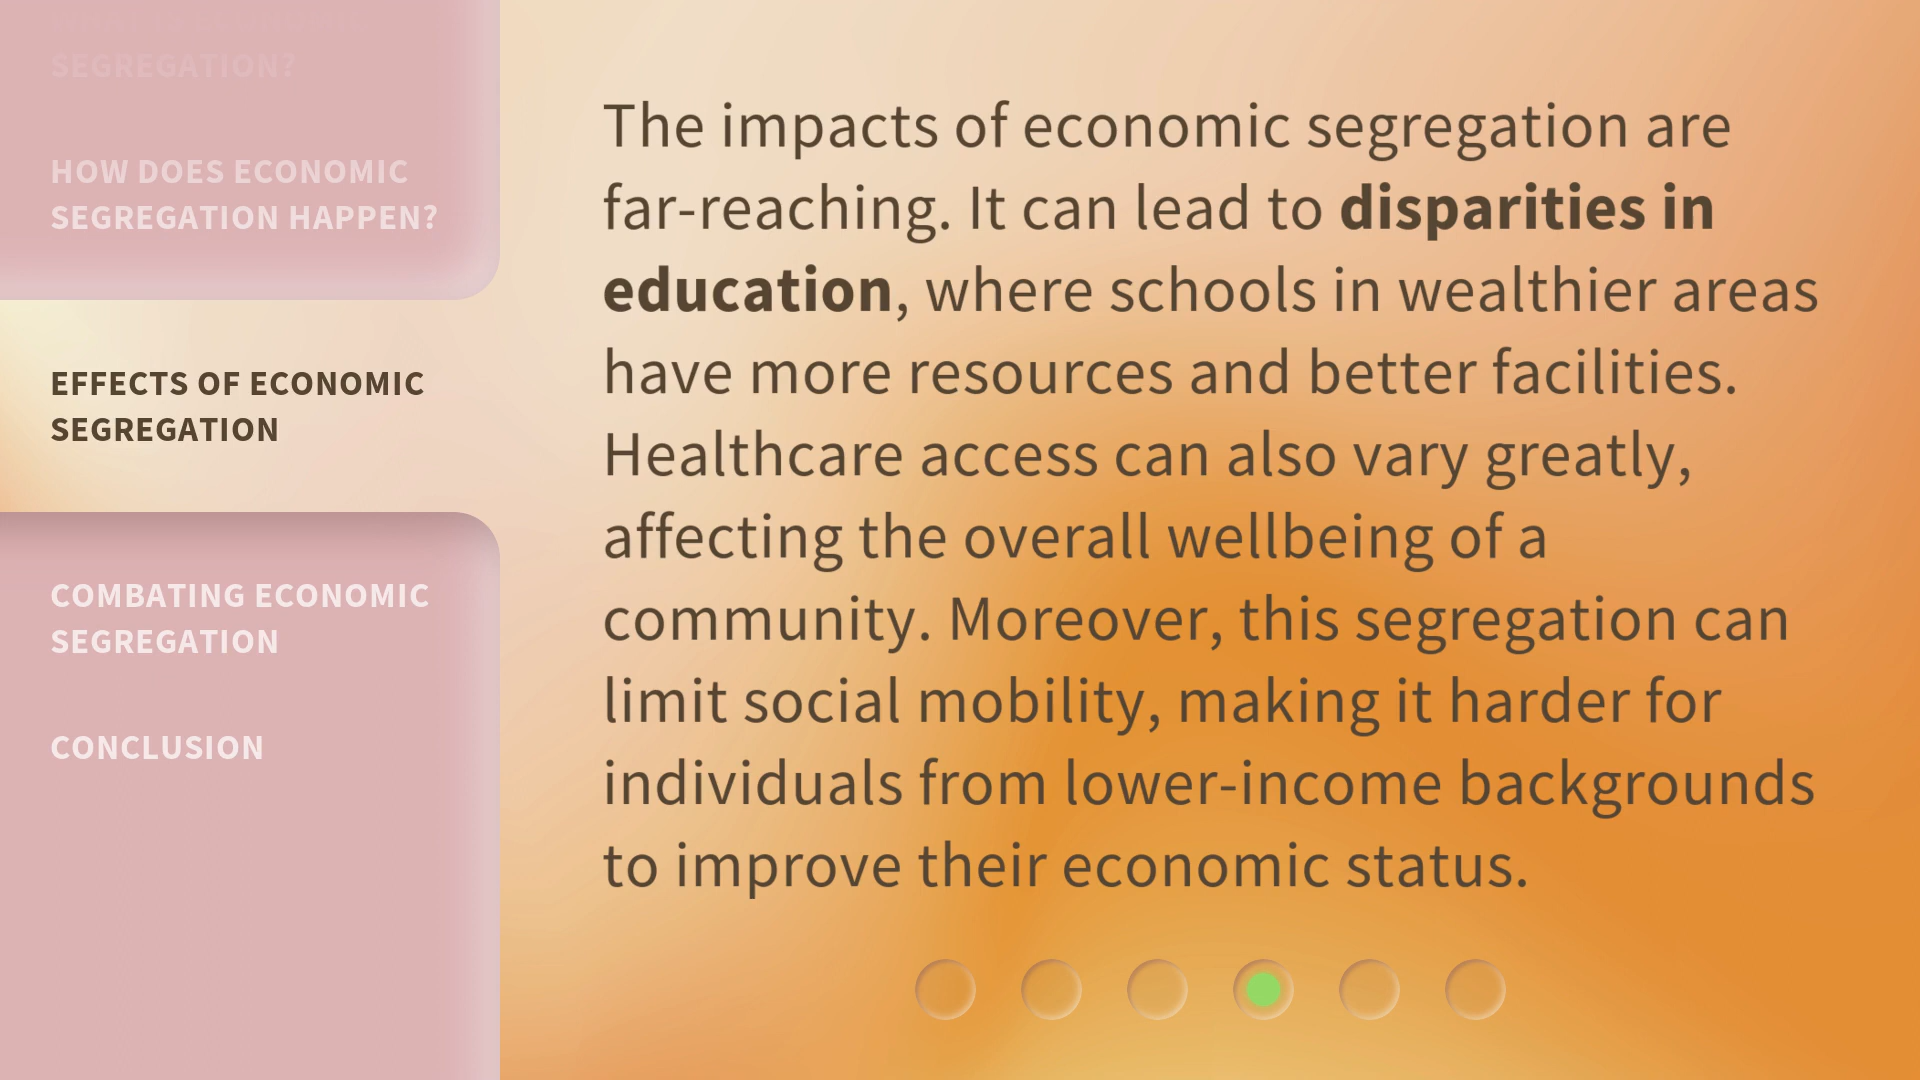 WHAT IS ECONOMIC
SEGREGATION?
HOW DOES ECONOMIC
SEGREGATION HAPPEN?
EFFECTS OF ECONOMIC
SEGREGATION
COMBATING ECONOMIC
SEGREGATION
CONCLUSION
The impacts of economic segregation are
far-reaching. It can lead to disparities in
education, where schools in wealthier areas
have more resources and better facilities.
Healthcare access can also vary greatly,
affecting the overall wellbeing of a
community. Moreover, this segregation can
limit social mobility, making it harder for
individuals from lower-income backgrounds
to improve their economic status.